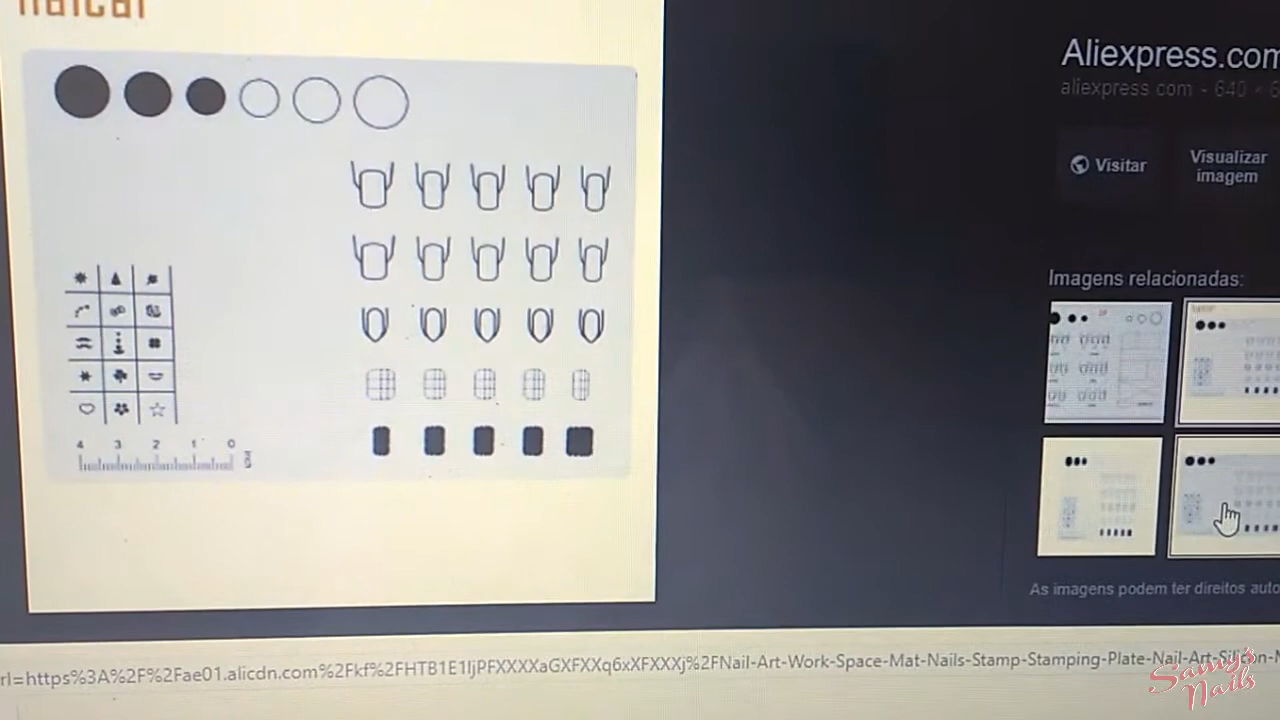 Aliexpress.com
aliexpress.com - 640 × 6
Visitar
Visualizar
imagem
Imagens relacionadas:
4 3 2 1 0
As imagens podem ter direitos auto
rl=https%3A%2F%2Fae01.alicdn.com%2Fkf%2FHTB1E1IjPFXXXXaGXFXXq6xXFXXXj%2FNail-Art-Work-Space-Mat-Nails-Stamp-Stamping-Plate-Nail-Art-Silicon-
Samy's
Nails